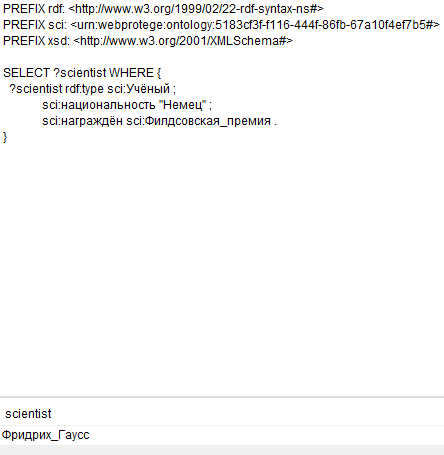 PREFIX rdf: <http://www.w3.org/1999/02/22-rdf-syntax-ns#>
PREFIX sci: <urn:webprotege:ontology:5183cf3f-f116-444f-86fb-67a10f4ef7b5#>
PREFIX xsd: <http://www.w3.org/2001/XMLSchema#>
SELECT ?scientist WHERE {
?scientist rdf:type sci:Учёный ;
sci:национальность "Немец" ;
sci:награждён sci:Филдсовская_премия .
}
scientist
Фридрих_Гаусс